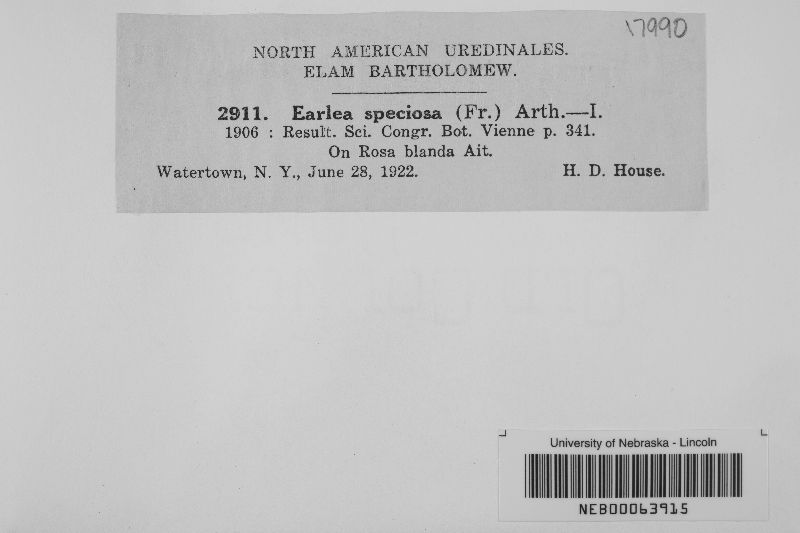 17990
NORTH AMERICAN UREDINALES.
ELAM BARTHOLOMEW.
2911. Earlea speciosa (Fr.) Arth.—I.
1906 : Result. Sci. Congr. Bot. Vienne p. 341.
On Rosa blanda Ait.
Watertown, N. Y., June 28, 1922. H. D. House.
University of Nebraska - Lincoln
NEB00063915